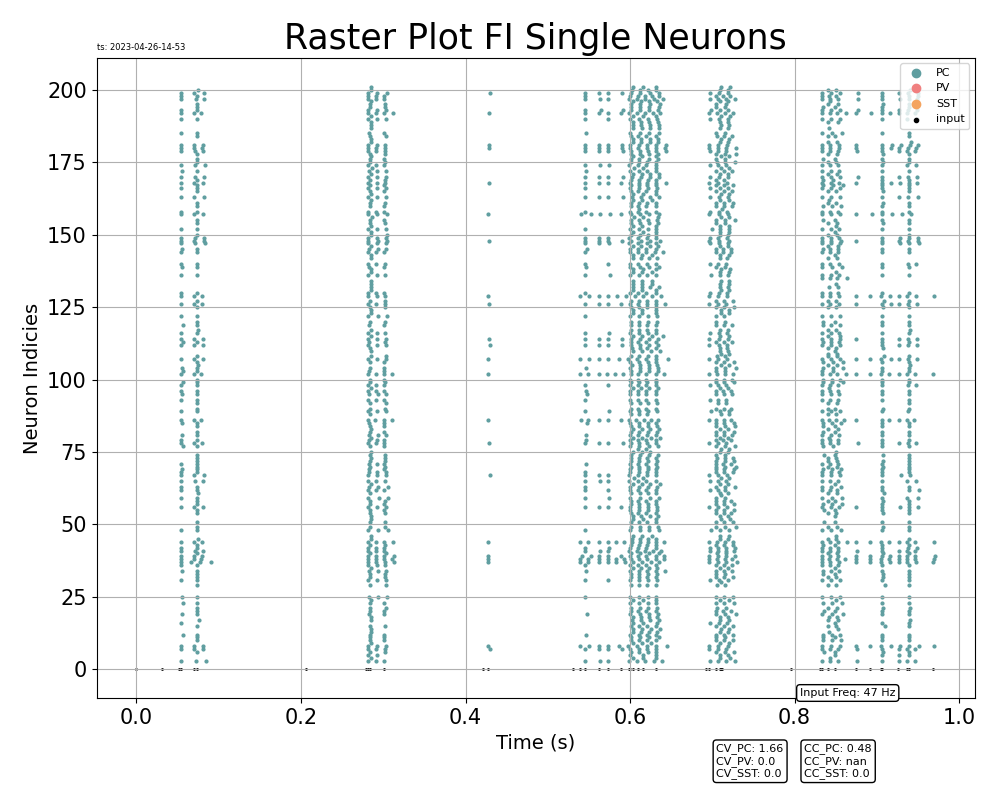 Raster Plot FI Single Neurons
ts: 2023-04-26-14-53
PC
PV
SST
input
200
175
150
125
100
75
50
25
0
Neuron Indicies
0.0 0.2 0.4 0.6 0.8 1.0
Time (s)
Input Freq: 47 Hz
CV_PC: 1.66
CV_PV: 0.0
CV_SST: 0.0
CC_PC: 0.48
CC_PV: nan
CC_SST: 0.0